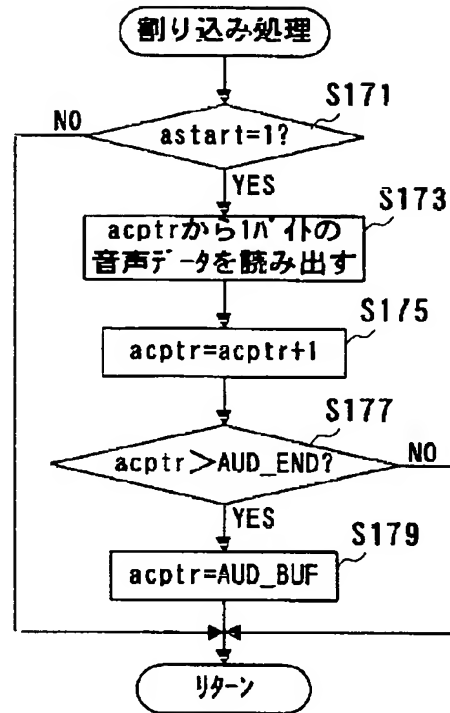 割り込み処理
S171
NO
astart=1?
YES
S173
acptrから1バイトの
音声データを読み出す
S175
acptr=acptr+1
S177
acptr>AUD_END?
NO
YES
S179
acptr=AUD_BUF
リターン